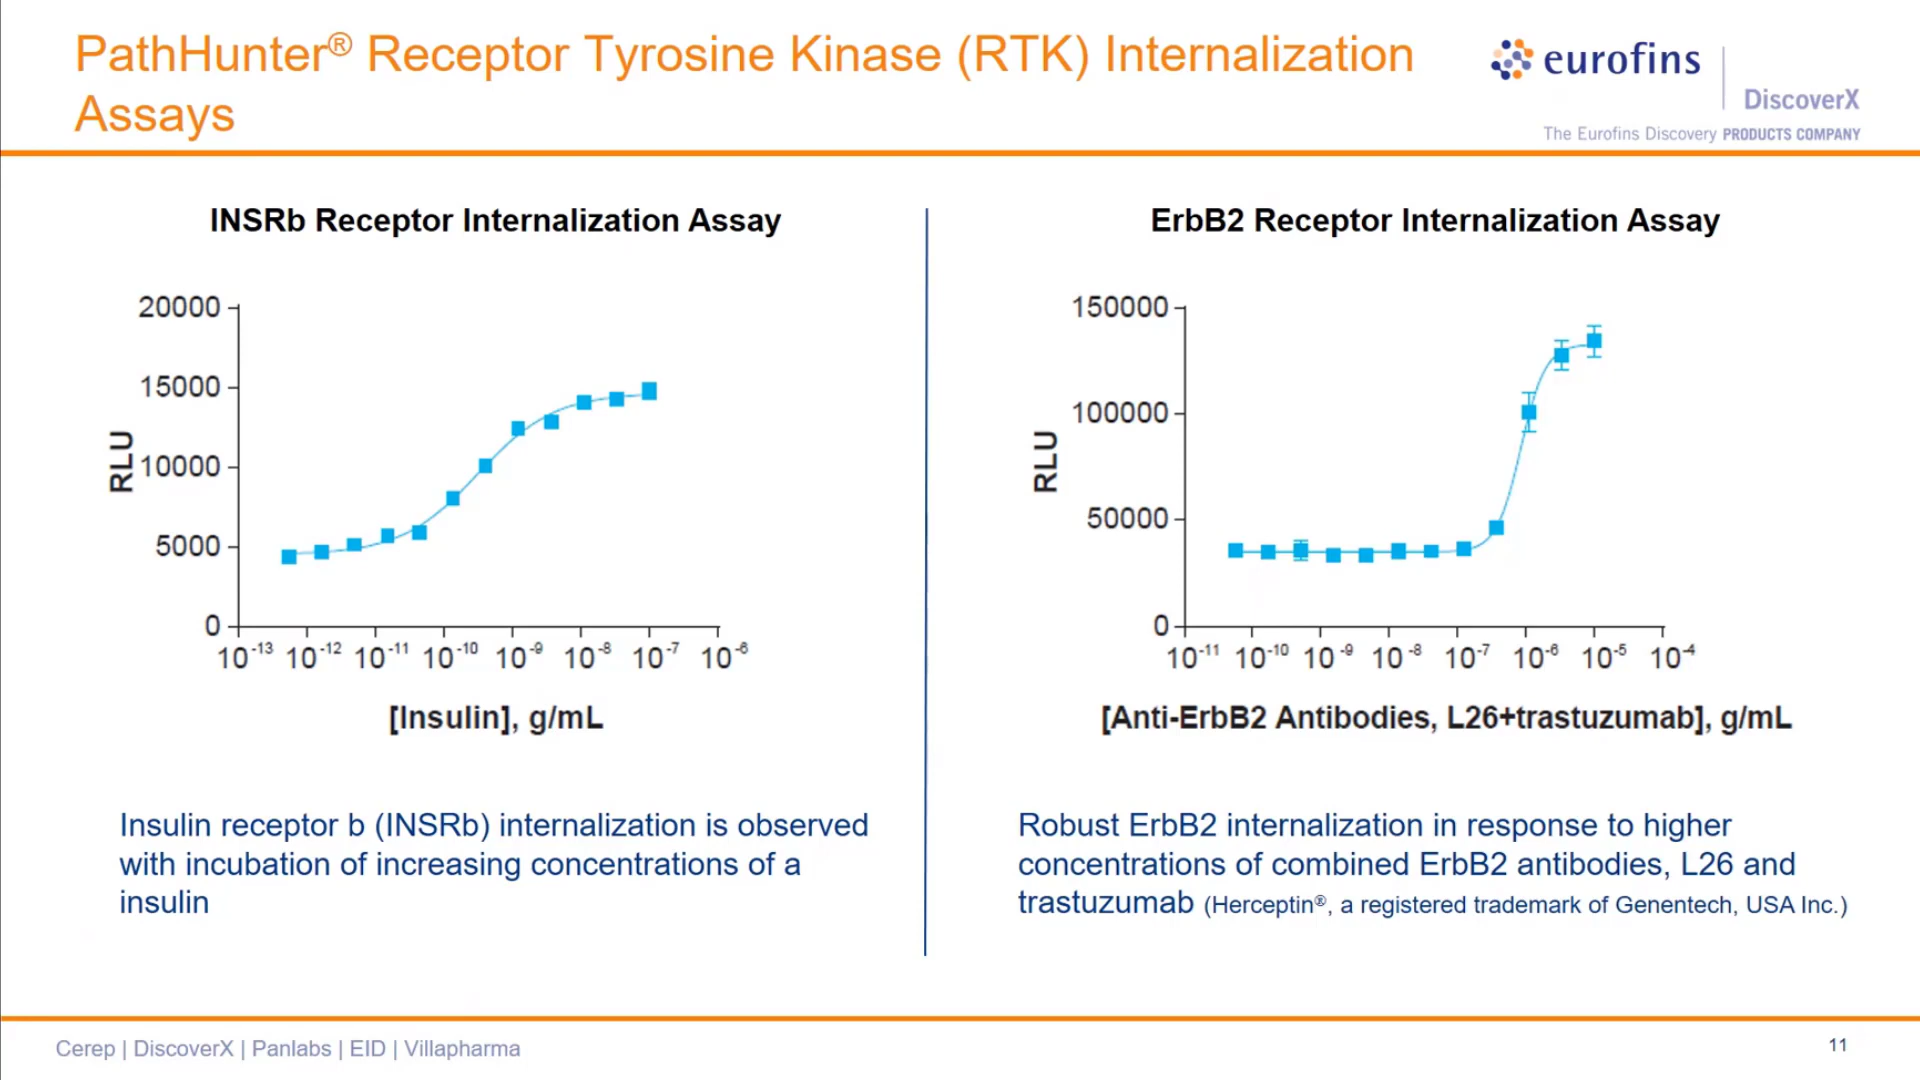 PathHunter® Receptor Tyrosine Kinase (RTK) Internalization
Assays
eurofins
DiscoverX
The Eurofins Discovery PRODUCTS COMPANY
INSRb Receptor Internalization Assay
20000
15000
10000
5000
0
RLU
10-13 10-12 10-11 10-10 10-9 10-8 10-7 10-6
[Insulin], g/mL
Insulin receptor b (INSRb) internalization is observed
with incubation of increasing concentrations of a
insulin
ErbB2 Receptor Internalization Assay
150000
100000
50000
0
RLU
10-11 10-10 10-9 10-8 10-7 10-6 10-5 10-4
[Anti-ErbB2 Antibodies, L26+trastuzumab], g/mL
Robust ErbB2 internalization in response to higher
concentrations of combined ErbB2 antibodies, L26 and
trastuzumab (Herceptin®, a registered trademark of Genentech, USA Inc.)
Cerep | DiscoverX | Panlabs | EID | Villapharma
11